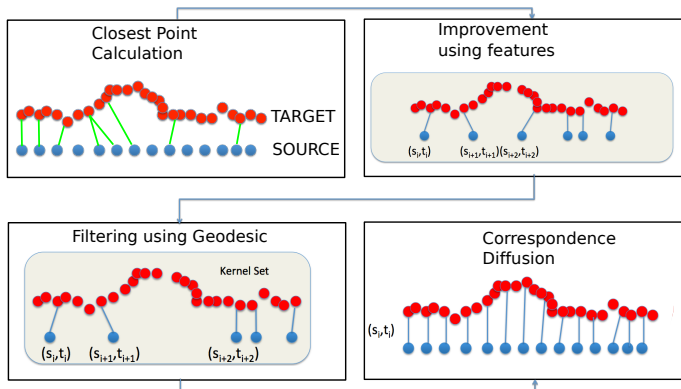 Closest Point
Calculation
TARGET
SOURCE
Improvement
using features
(si,ti) (si+1,ti+1)(si+2,ti+2)
Filtering using Geodesic
Kernel Set
(si,ti) (si+1,ti+1) (si+2,ti+2)
Correspondence
Diffusion
(si,ti)